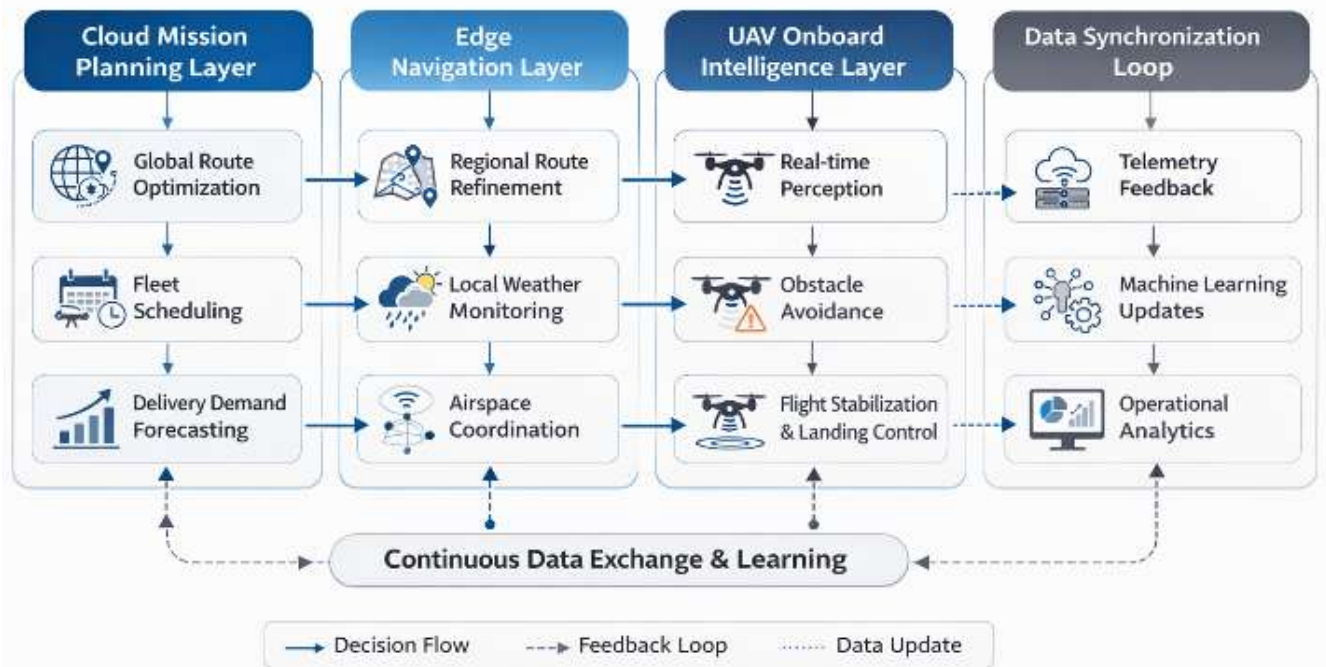 Cloud Mission
Planning Layer
Edge
Navigation Layer
UAV Onboard
Intelligence Layer
Data Synchronization
Loop
Global Route
Optimization
Regional Route
Refinement
Real-time
Perception
Telemetry
Feedback
Fleet
Scheduling
Local Weather
Monitoring
Obstacle
Avoidance
Machine Learning
Updates
Delivery Demand
Forecasting
Airspace
Coordination
Flight Stabilization
& Landing Control
Operational
Analytics
Continuous Data Exchange & Learning
Decision Flow
Feedback Loop
Data Update